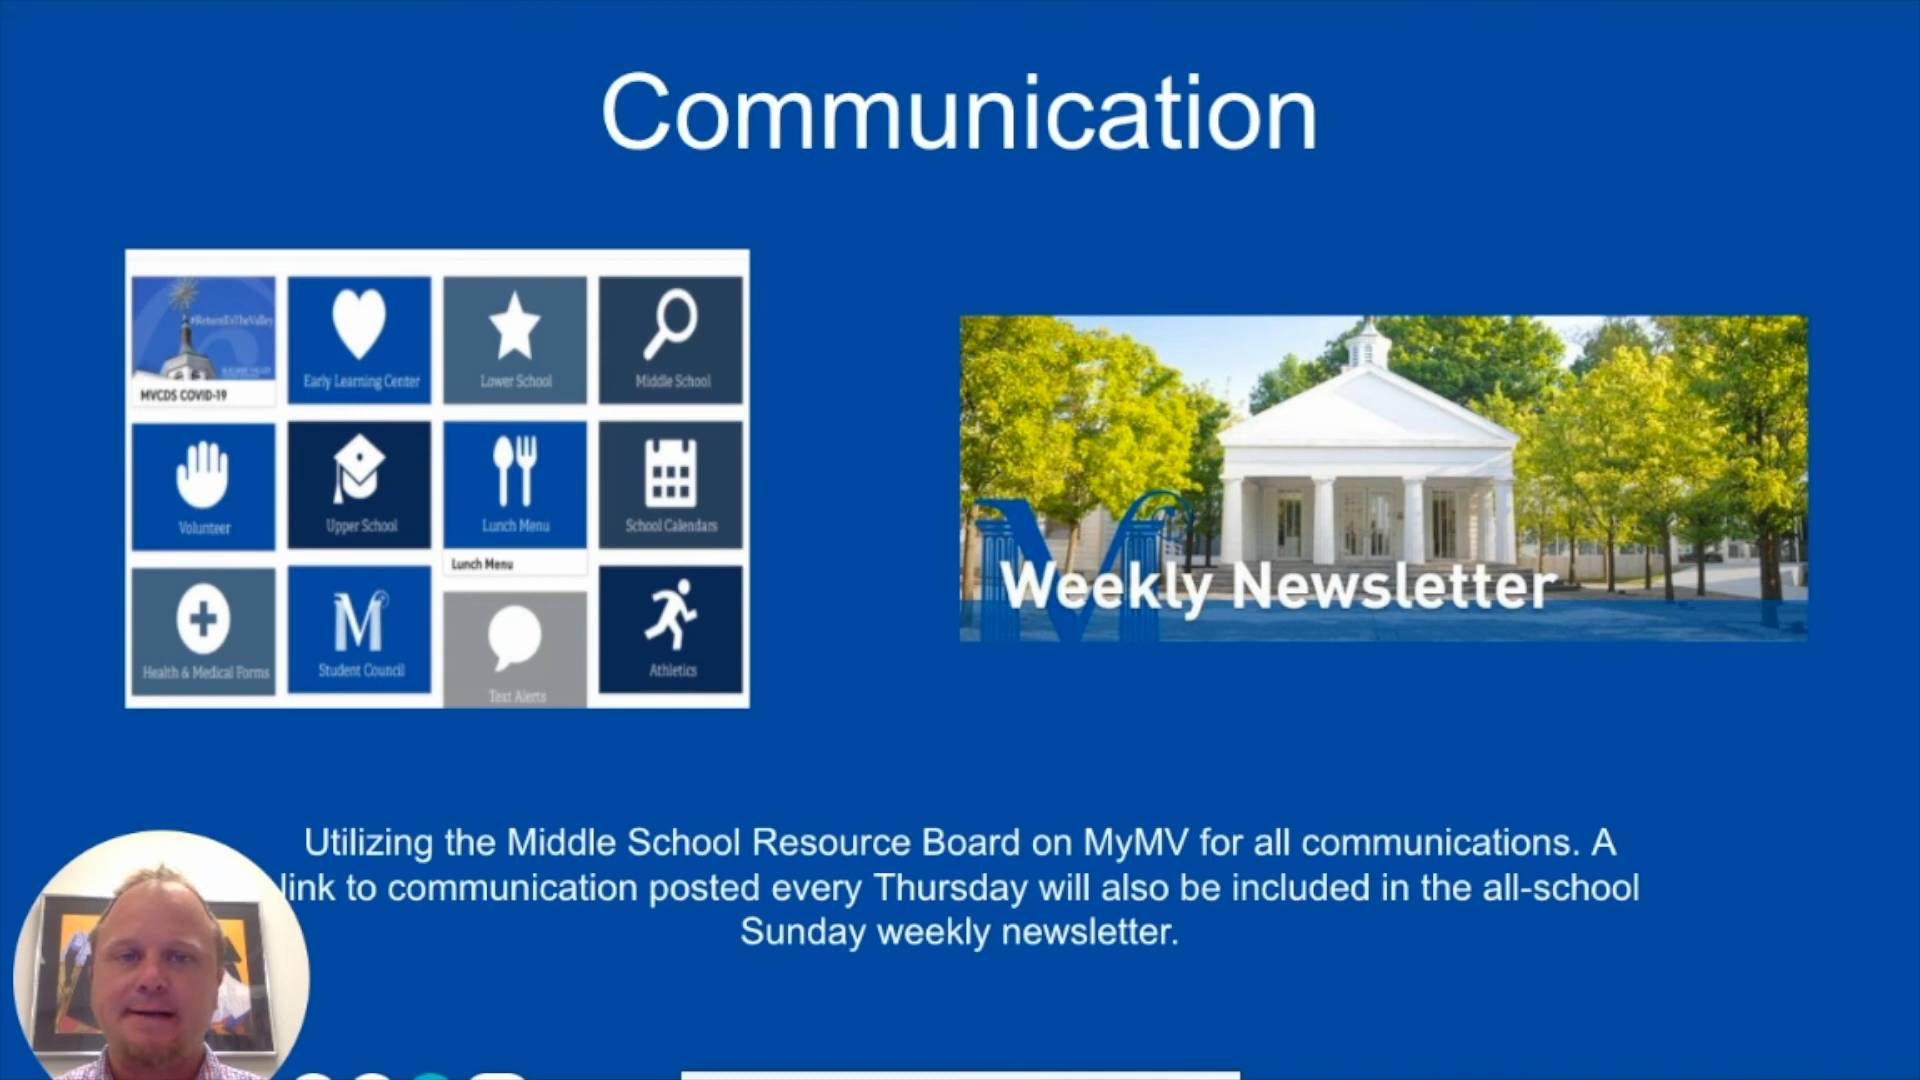 Communication
#ReturnToTheValley
MVCDS COVID-19
Early Learning Center
Lower School
Middle School
Volunteer
Upper School
Lunch Menu
School Calendars
Lunch Menu
Health & Medical Forms
Student Council
Text Alerts
Athletics
M
Weekly Newsletter
Utilizing the Middle School Resource Board on MyMV for all communications. A
link to communication posted every Thursday will also be included in the all-school
Sunday weekly newsletter.